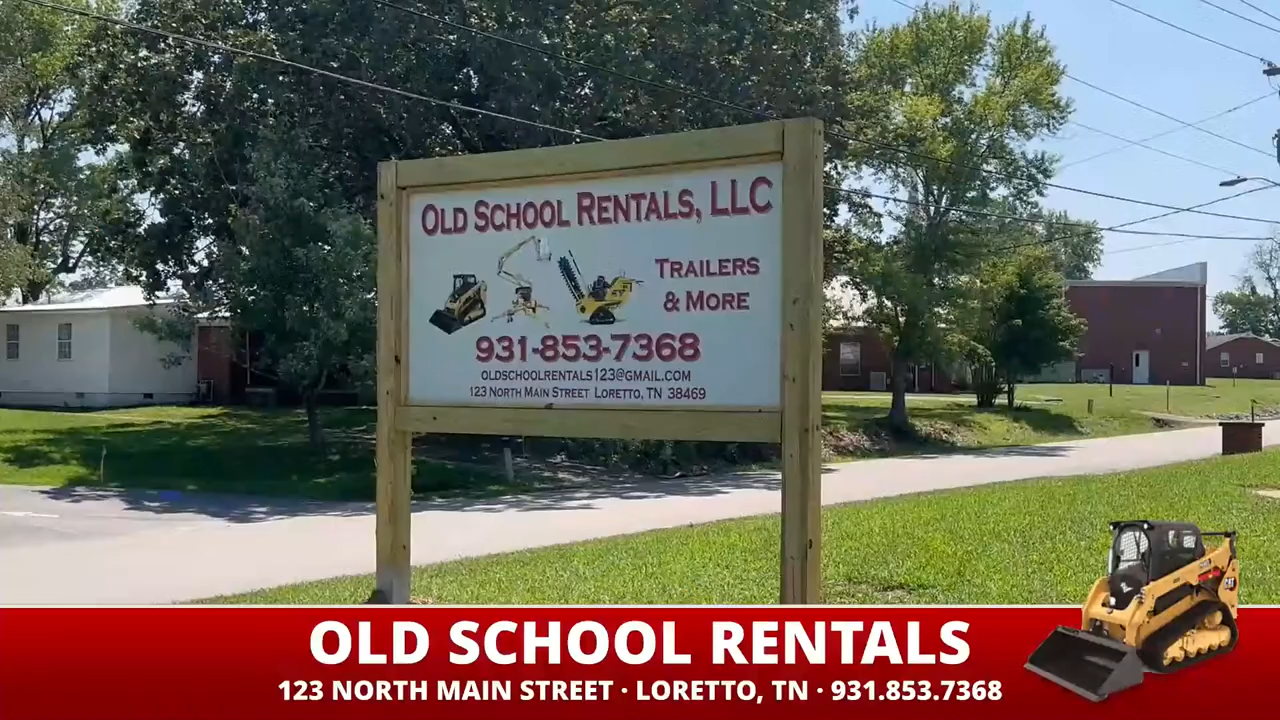 OLD SCHOOL RENTALS, LLC
TRAILERS
& MORE
931-853-7368
OLDSCHOOLRENTALS123@GMAIL.COM
123 NORTH MAIN STREET LORETTO, TN 38469
OLD SCHOOL RENTALS
123 NORTH MAIN STREET · LORETTO, TN · 931.853.7368